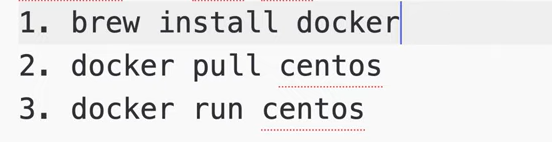 1. brew install docker
2. docker pull centos
3. docker run centos